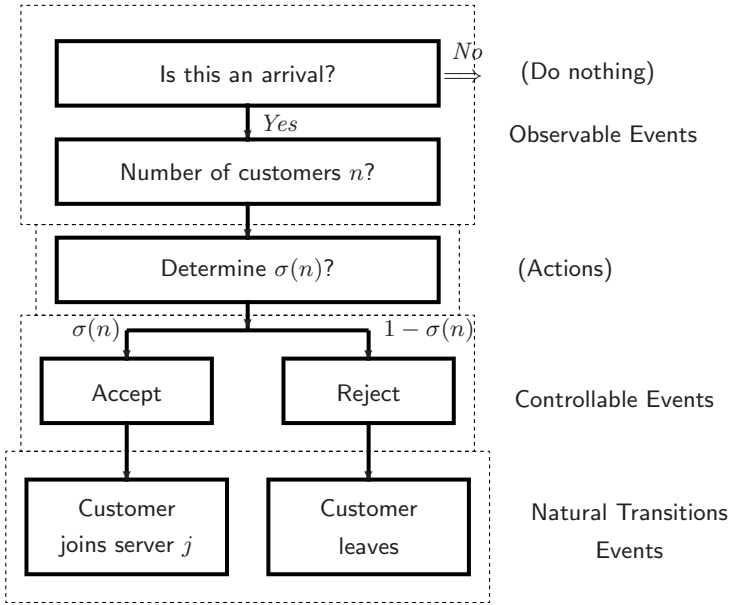 Is this an arrival?
No
(Do nothing)
Yes
Observable Events
Number of customers n?
Determine σ(n)?
(Actions)
σ(n)
1 − σ(n)
Accept
Reject
Controllable Events
Customer
joins server j
Customer
leaves
Natural Transitions
Events